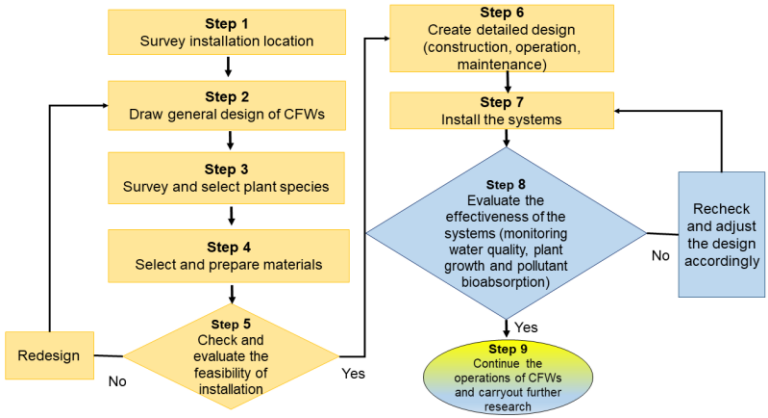 Step 1
Survey installation location
Step 2
Draw general design of CFWs
Step 3
Survey and select plant species
Step 4
Select and prepare materials
Step 5
Check and
evaluate the
feasibility of
installation
Redesign
No
Yes
Step 6
Create detailed design
(construction, operation,
maintenance)
Step 7
Install the systems
Step 8
Evaluate the
effectiveness of the
systems (monitoring
water quality, plant
growth and pollutant
bioabsorption)
No
Recheck
and adjust
the design
accordingly
Yes
Step 9
Continue the
operations of CFWs
and carryout further
research